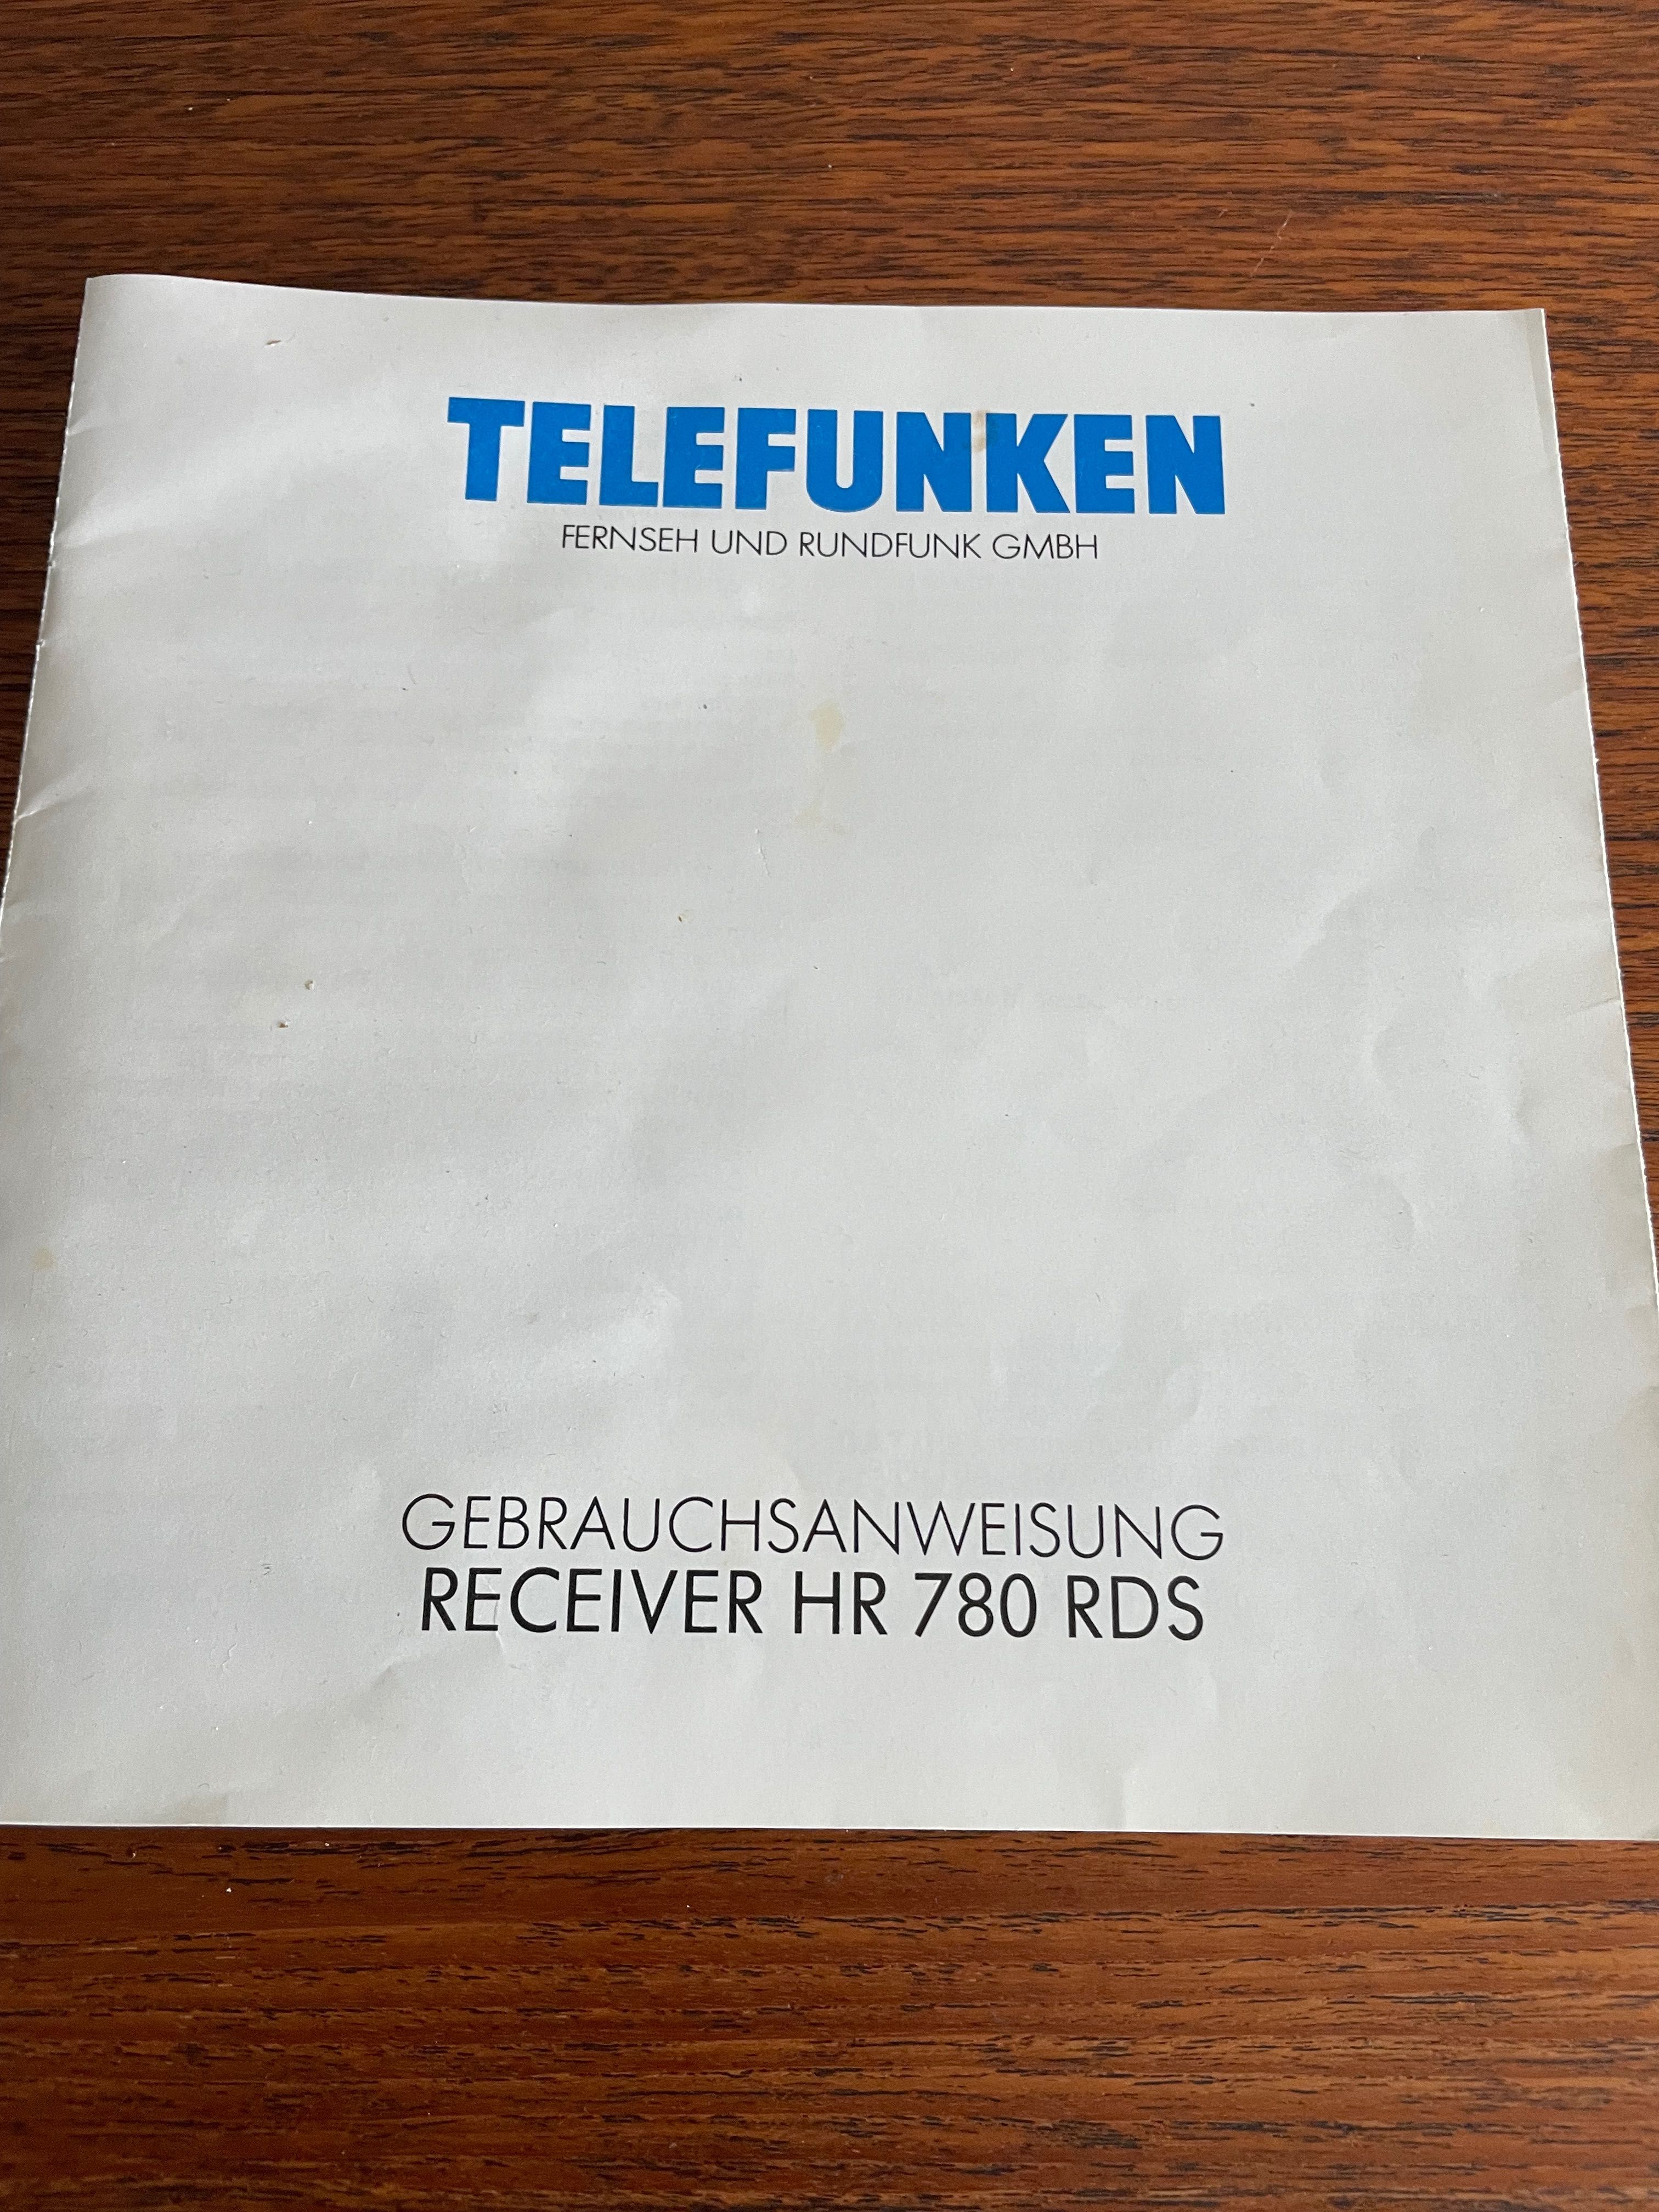 TELEFUNKEN
FERNSEH UND RUNDFUNK GMBH
GEBRAUCHSANWEISUNG
RECEIVER HR 780 RDS